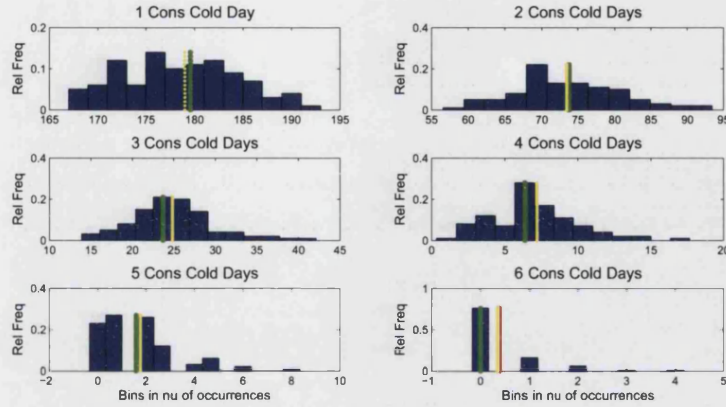 1 Cons Cold Day
2 Cons Cold Days
0.2
0.1
0
Rel Freq
165 170 175 180 185 190 195
0.4
0.2
0
Rel Freq
55 60 65 70 75 80 85 90 95
3 Cons Cold Days
4 Cons Cold Days
0.4
0.2
0
Rel Freq
10 15 20 25 30 35 40 45
0.4
0.2
0
Rel Freq
0 5 10 15 20
5 Cons Cold Days
6 Cons Cold Days
0.4
0.2
0
Rel Freq
−2 0 2 4 6 8 10
Bins in nu of occurrences
1
0.5
0
Rel Freq
−1 0 1 2 3 4 5
Bins in nu of occurrences